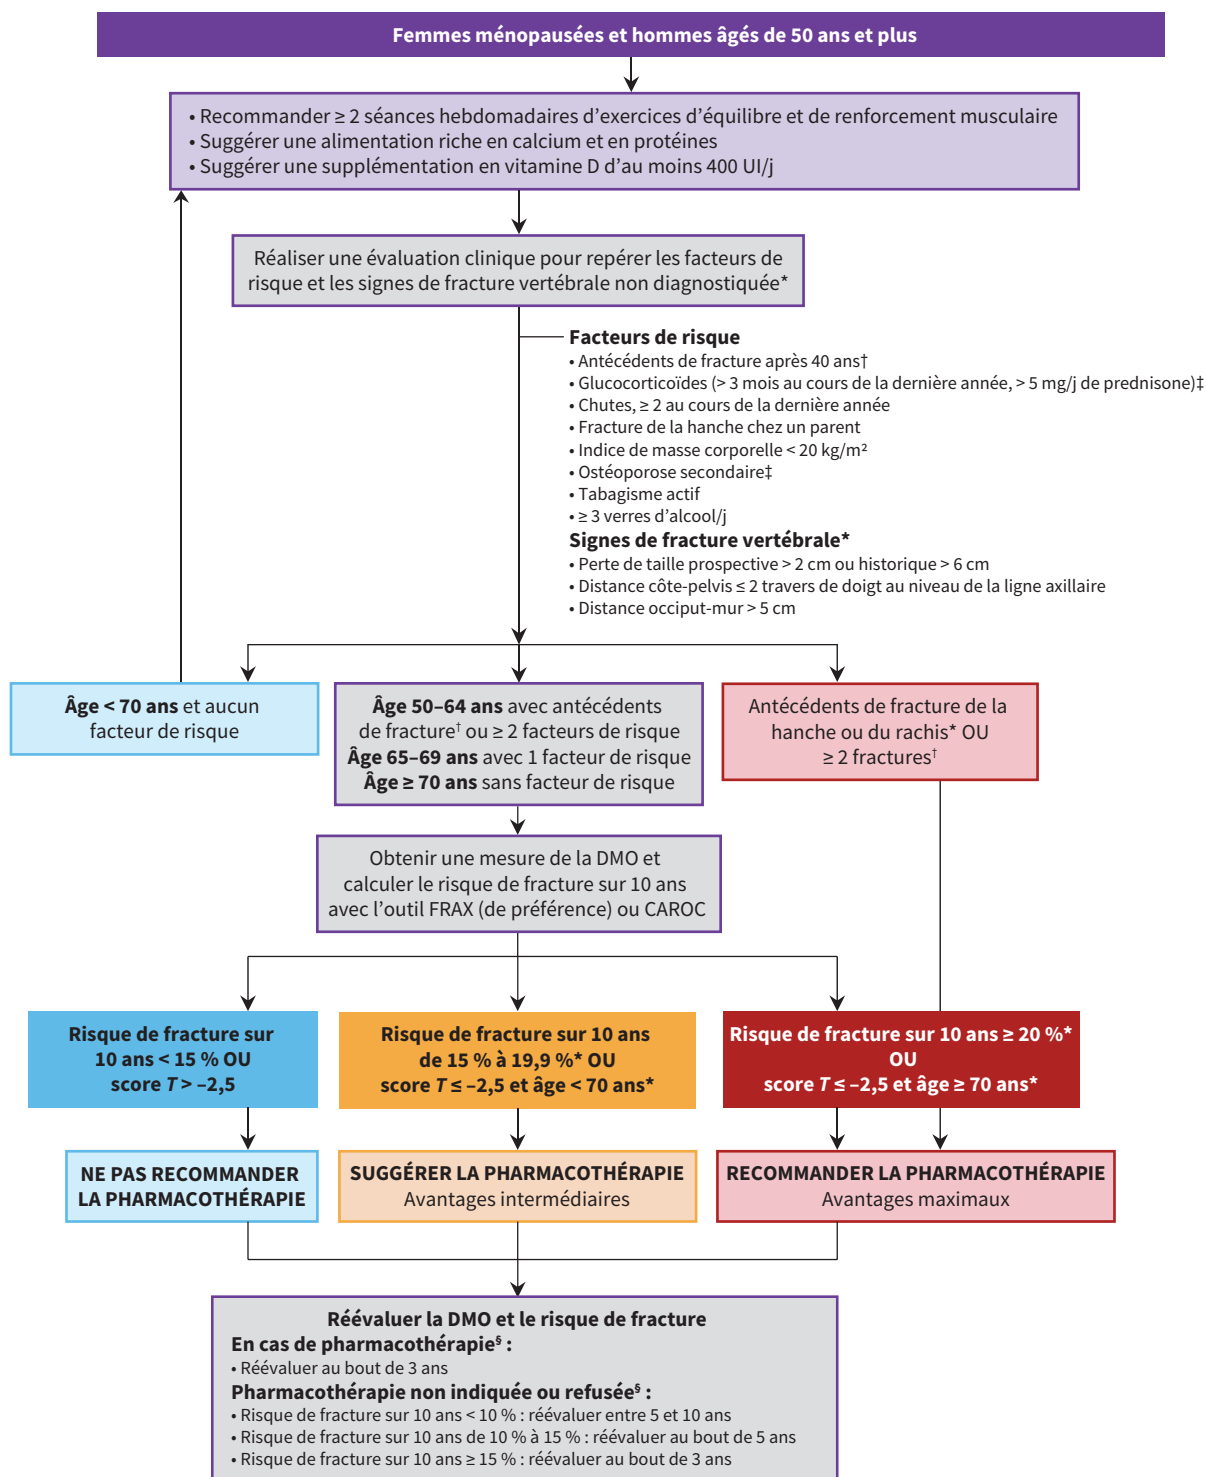 Femmes ménopausées et hommes âgés de 50 ans et plus
• Recommander ≥ 2 séances hebdomadaires d’exercices d’équilibre et de renforcement musculaire
• Suggérer une alimentation riche en calcium et en protéines
• Suggérer une supplémentation en vitamine D d’au moins 400 UI/j
Réaliser une évaluation clinique pour repérer les facteurs de
risque et les signes de fracture vertébrale non diagnostiquée*
Facteurs de risque
• Antécédents de fracture après 40 ans†
• Glucocorticoïdes (> 3 mois au cours de la dernière année, > 5 mg/j de prednisone)‡
• Chutes, ≥ 2 au cours de la dernière année
• Fracture de la hanche chez un parent
• Indice de masse corporelle < 20 kg/m²
• Ostéoporose secondaire‡
• Tabagisme actif
• ≥ 3 verres d’alcool/j
Signes de fracture vertébrale*
• Perte de taille prospective > 2 cm ou historique > 6 cm
• Distance côte-pelvis ≤ 2 travers de doigt au niveau de la ligne axillaire
• Distance occiput-mur > 5 cm
Âge < 70 ans et aucun
facteur de risque
Âge 50–64 ans avec antécédents
de fracture† ou ≥ 2 facteurs de risque
Âge 65–69 ans avec 1 facteur de risque
Âge ≥ 70 ans sans facteur de risque
Antécédents de fracture de la
hanche ou du rachis* OU
≥ 2 fractures†
Obtenir une mesure de la DMO et
calculer le risque de fracture sur 10 ans
avec l’outil FRAX (de préférence) ou CAROC
Risque de fracture sur
10 ans < 15 % OU
score T > –2,5
Risque de fracture sur 10 ans
de 15 % à 19,9 %* OU
score T ≤ –2,5 et âge < 70 ans*
Risque de fracture sur 10 ans ≥ 20 %*
OU
score T ≤ –2,5 et âge ≥ 70 ans*
NE PAS RECOMMANDER
LA PHARMACOTHÉRAPIE
SUGGÉRER LA PHARMACOTHÉRAPIE
Avantages intermédiaires
RECOMMANDER LA PHARMACOTHÉRAPIE
Avantages maximaux
Réévaluer la DMO et le risque de fracture
En cas de pharmacothérapie§ :
• Réévaluer au bout de 3 ans
Pharmacothérapie non indiquée ou refusée§ :
• Risque de fracture sur 10 ans < 10 % : réévaluer entre 5 et 10 ans
• Risque de fracture sur 10 ans de 10 % à 15 % : réévaluer au bout de 5 ans
• Risque de fracture sur 10 ans ≥ 15 % : réévaluer au bout de 3 ans